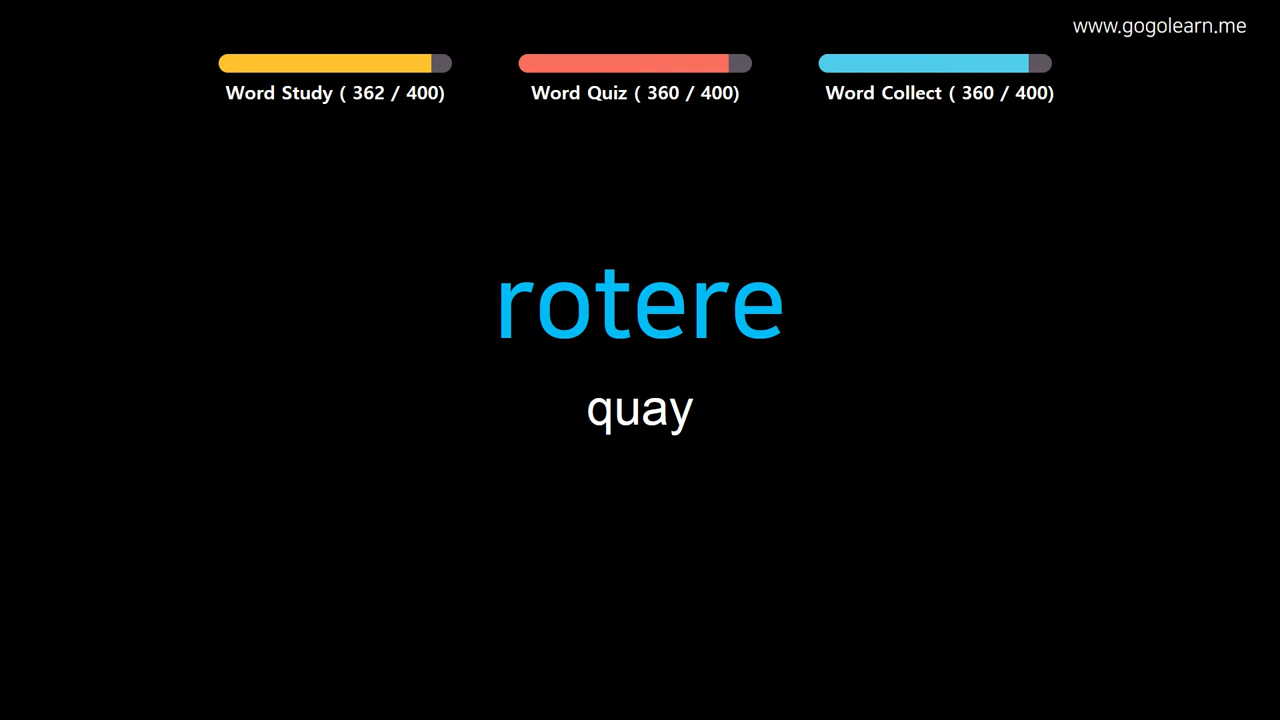 www.gogolearn.me
Word Study ( 362 / 400)
Word Quiz ( 360 / 400)
Word Collect ( 360 / 400)
rotere
quay